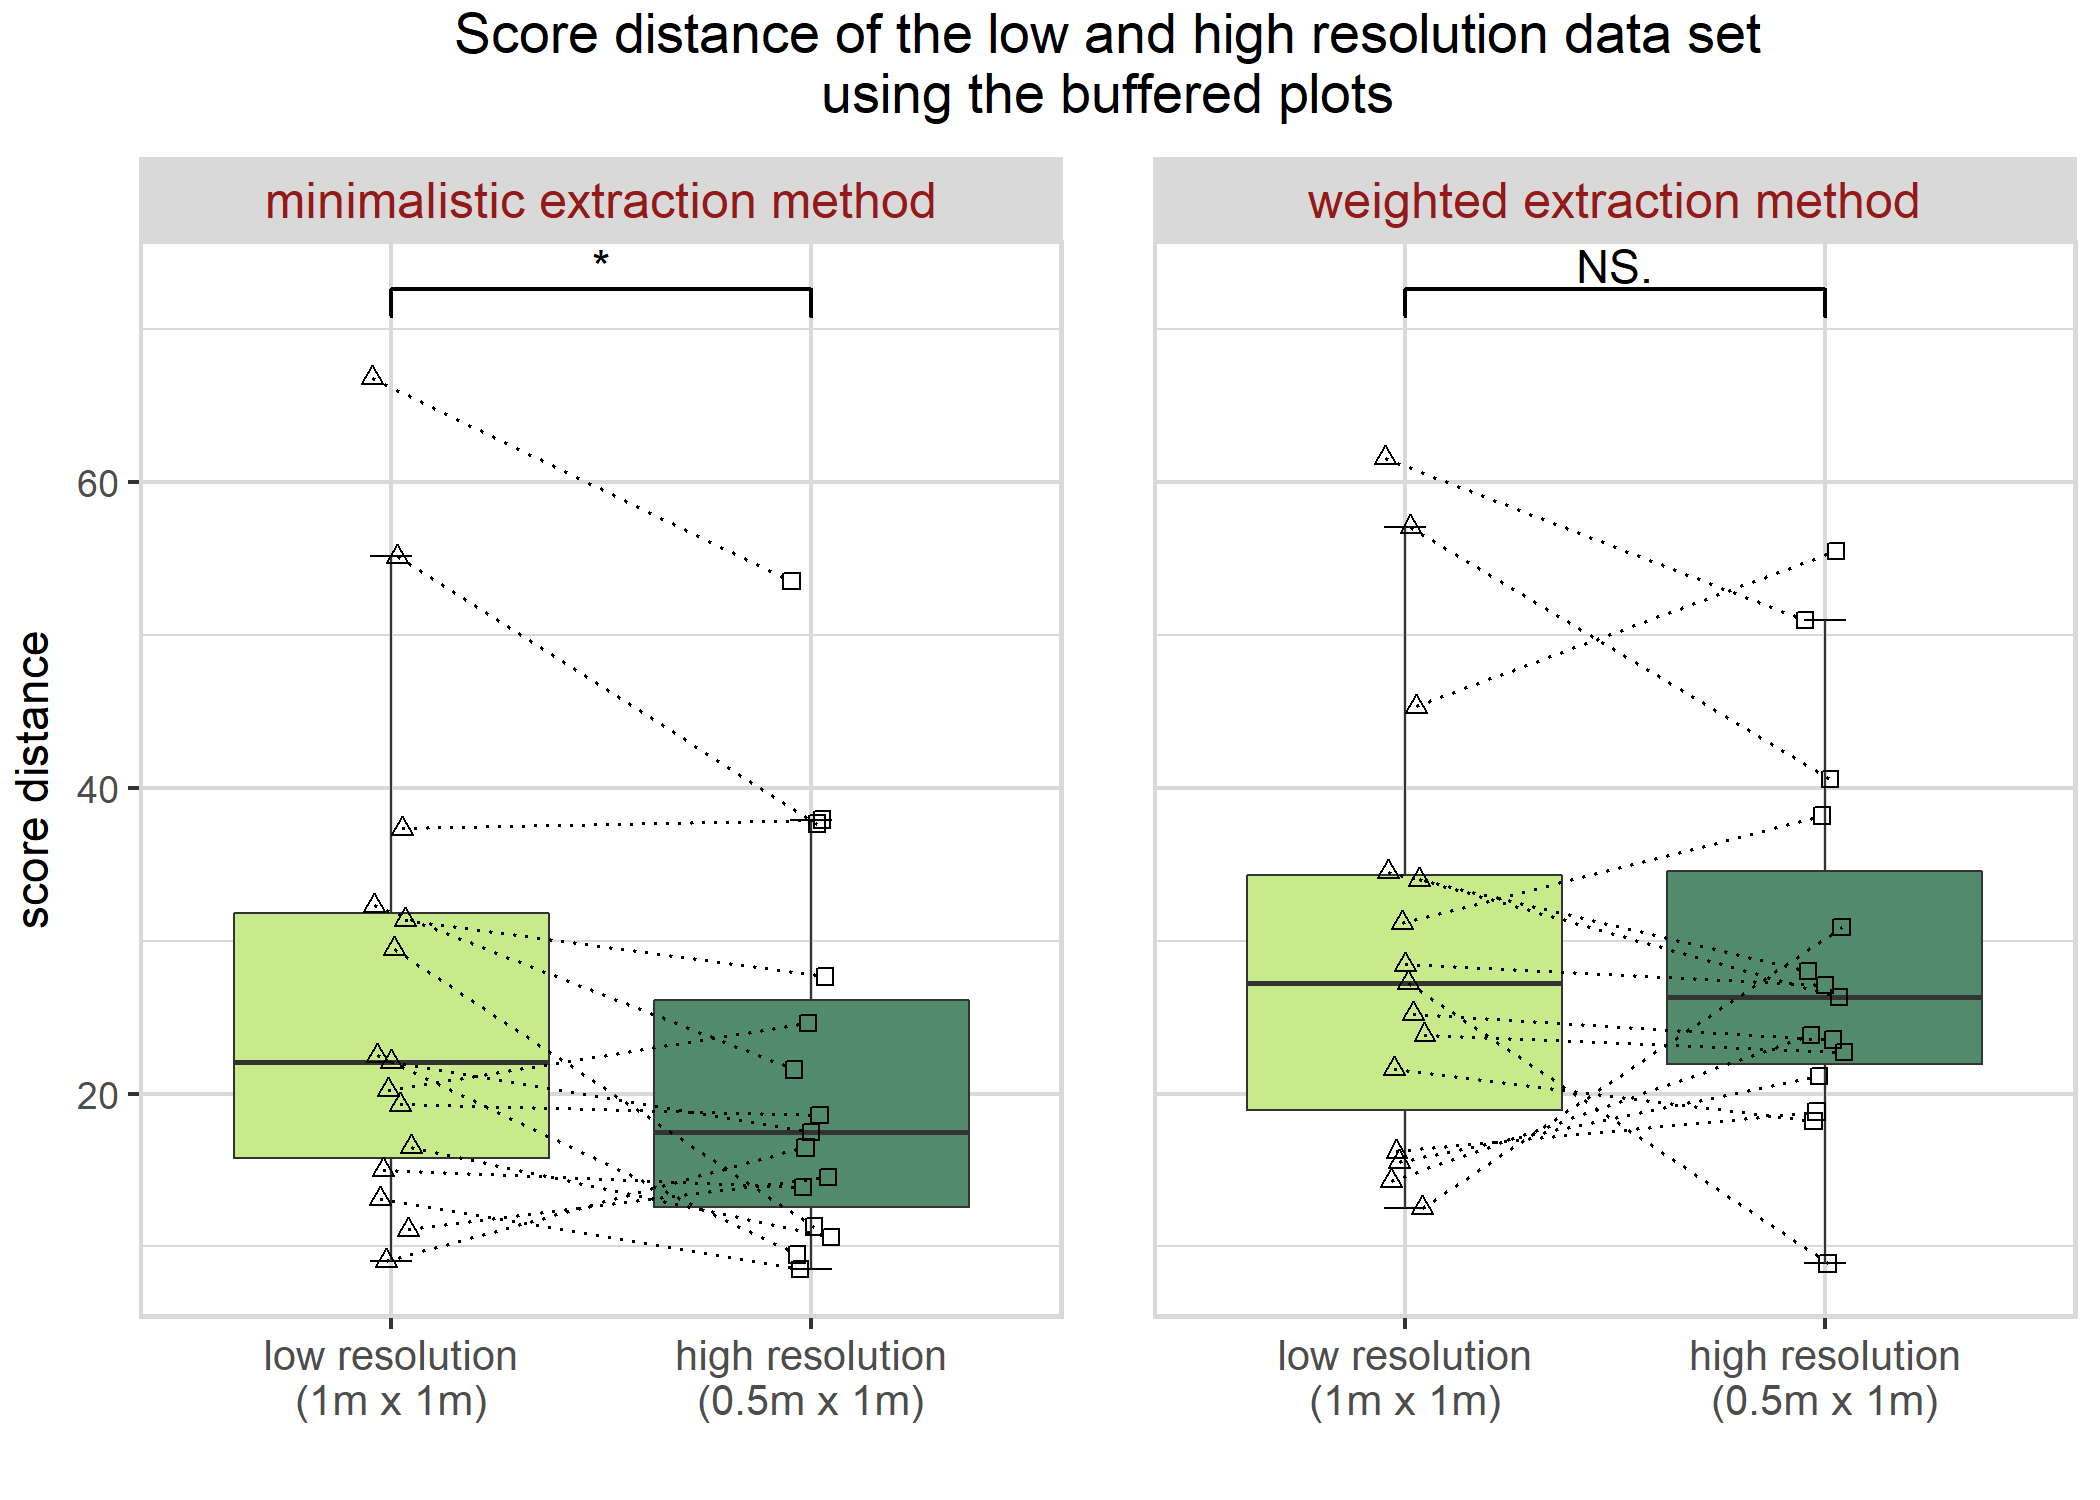 Score distance of the low and high resolution data set
using the buffered plots
minimalistic extraction method
weighted extraction method
*
NS.
score distance
60
40
20
low resolution
(1m x 1m)
high resolution
(0.5m x 1m)
low resolution
(1m x 1m)
high resolution
(0.5m x 1m)